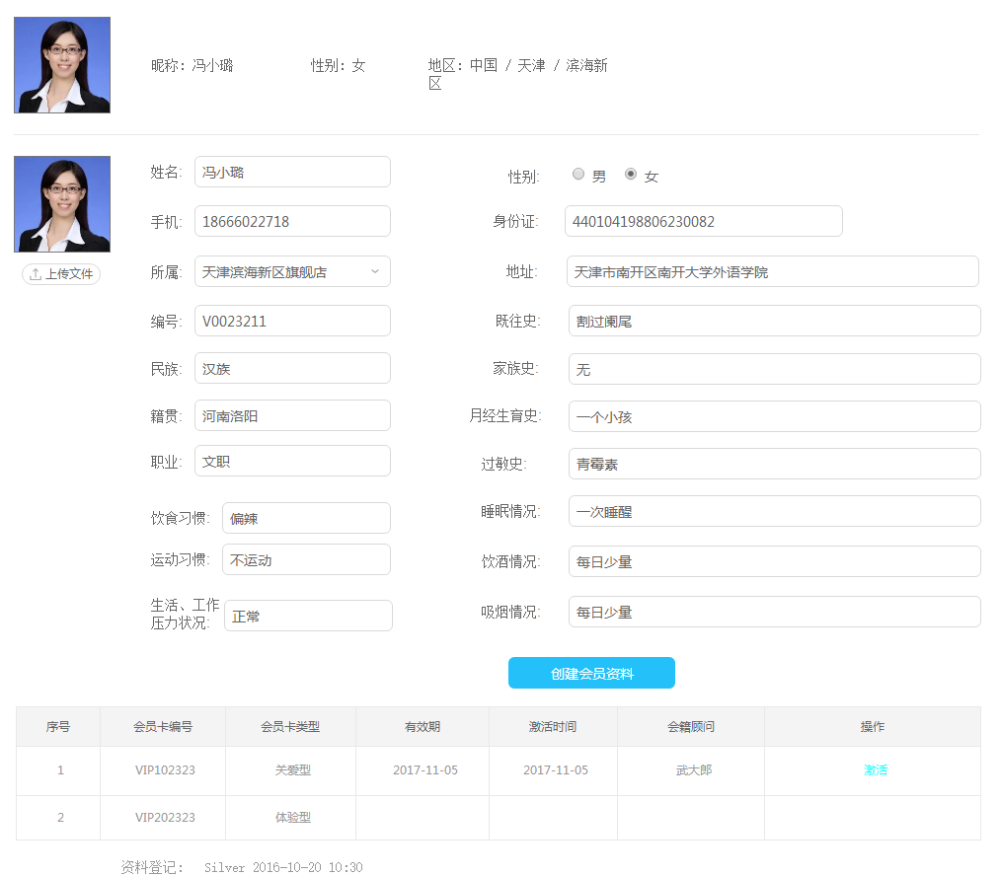 昵称: 冯小璐 性别: 女 地区: 中国 / 天津 / 滨海新
区
姓名: 冯小璐 性别: 男 女
手机: 18666022718 身份证: 440104198806230082
上传文件 所属: 天津滨海新区旗舰店 地址: 天津市南开区南开大学外语学院
编号: V0023211 既往史: 割过阑尾
民族: 汉族 家族史: 无
籍贯: 河南洛阳 月经生育史: 一个小孩
职业: 文职 过敏史: 青霉素
饮食习惯: 偏辣 睡眠情况: 一次睡醒
运动习惯: 不运动 饮酒情况: 每日少量
生活、工作
压力状况: 正常 吸烟情况: 每日少量
创建会员资料
序号 会员卡编号 会员卡类型 有效期 激活时间 会籍顾问 操作
1 VIP102323 关爱型 2017-11-05 2017-11-05 武大郎 激活
2 VIP202323 体验型
资料登记: Silver 2016-10-20 10:30